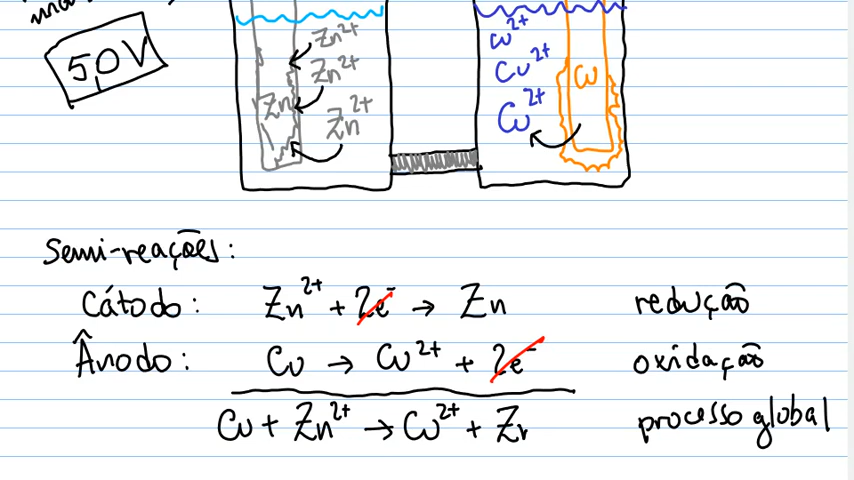 5,0V
Zn²⁺
Zn²⁺
Zn
Zn²⁺
Cu²⁺
Cu²⁺
Cu
Cu²⁺
Semi-reações:
Cátodo: Zn²⁺ + 2e⁻ → Zn redução
Ânodo: Cu → Cu²⁺ + 2e⁻ oxidação
Cu + Zn²⁺ → Cu²⁺ + Zn processo global